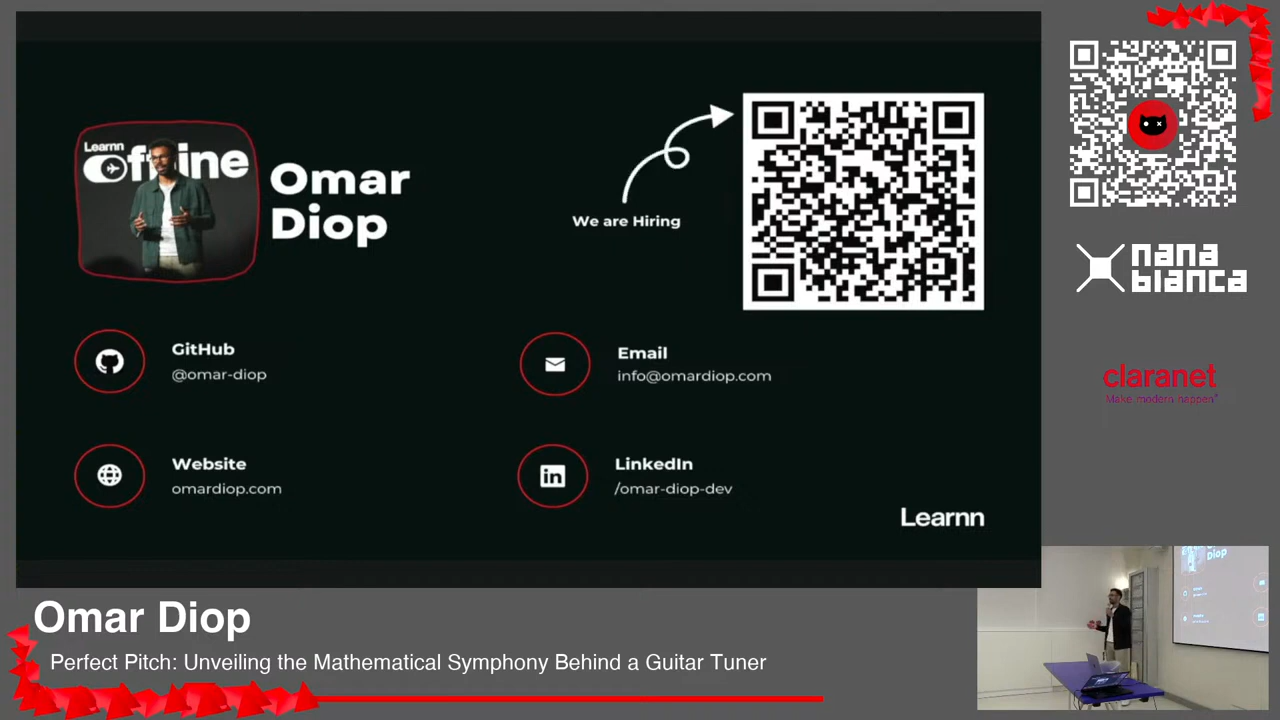 Learnn
Offline
Omar
Diop
We are Hiring
GitHub
@omar-diop
Email
info@omardiop.com
Website
omardiop.com
LinkedIn
/omar-diop-dev
Learnn
nana
bianca
claranet
Make modern happen
Omar Diop
Perfect Pitch: Unveiling the Mathematical Symphony Behind a Guitar Tuner